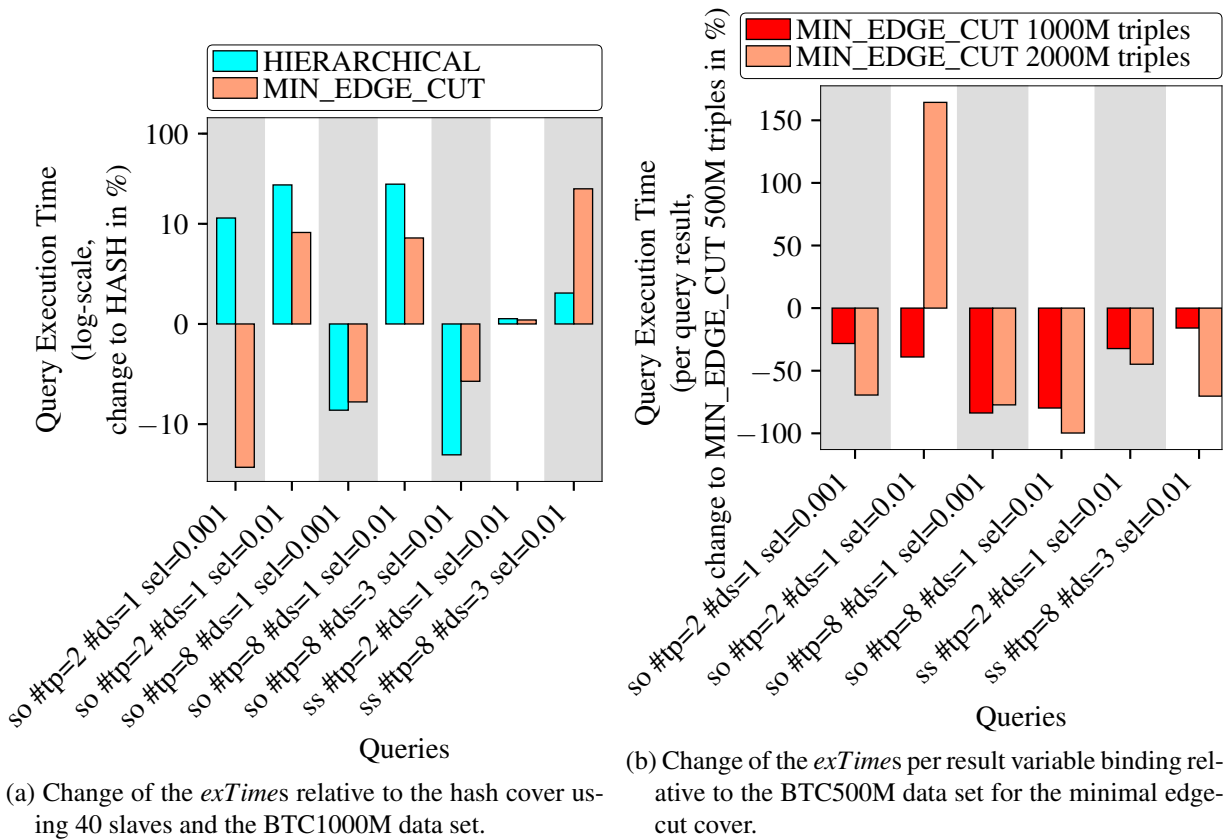 HIERARCHICAL
MIN_EDGE_CUT
Query Execution Time
(log-scale,
change to HASH in %)
100
10
0
−10
so #tp=2 #ds=1 sel=0.001
so #tp=2 #ds=1 sel=0.01
so #tp=8 #ds=1 sel=0.001
so #tp=8 #ds=1 sel=0.01
so #tp=8 #ds=3 sel=0.01
ss #tp=2 #ds=1 sel=0.01
ss #tp=8 #ds=3 sel=0.01
Queries
(a) Change of the exTimes relative to the hash cover us-
ing 40 slaves and the BTC1000M data set.
MIN_EDGE_CUT 1000M triples
MIN_EDGE_CUT 2000M triples
Query Execution Time
(per query result,
change to MIN_EDGE_CUT 500M triples in %)
150
100
50
0
−50
−100
so #tp=2 #ds=1 sel=0.001
so #tp=2 #ds=1 sel=0.01
so #tp=8 #ds=1 sel=0.001
so #tp=8 #ds=1 sel=0.01
ss #tp=2 #ds=1 sel=0.01
ss #tp=8 #ds=3 sel=0.01
Queries
(b) Change of the exTimes per result variable binding rel-
ative to the BTC500M data set for the minimal edge-
cut cover.